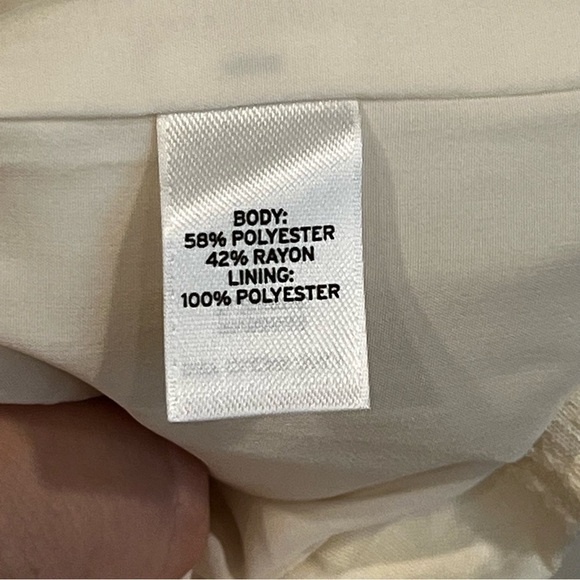 BODY:
58% POLYESTER
42% RAYON
LINING:
100% POLYESTER